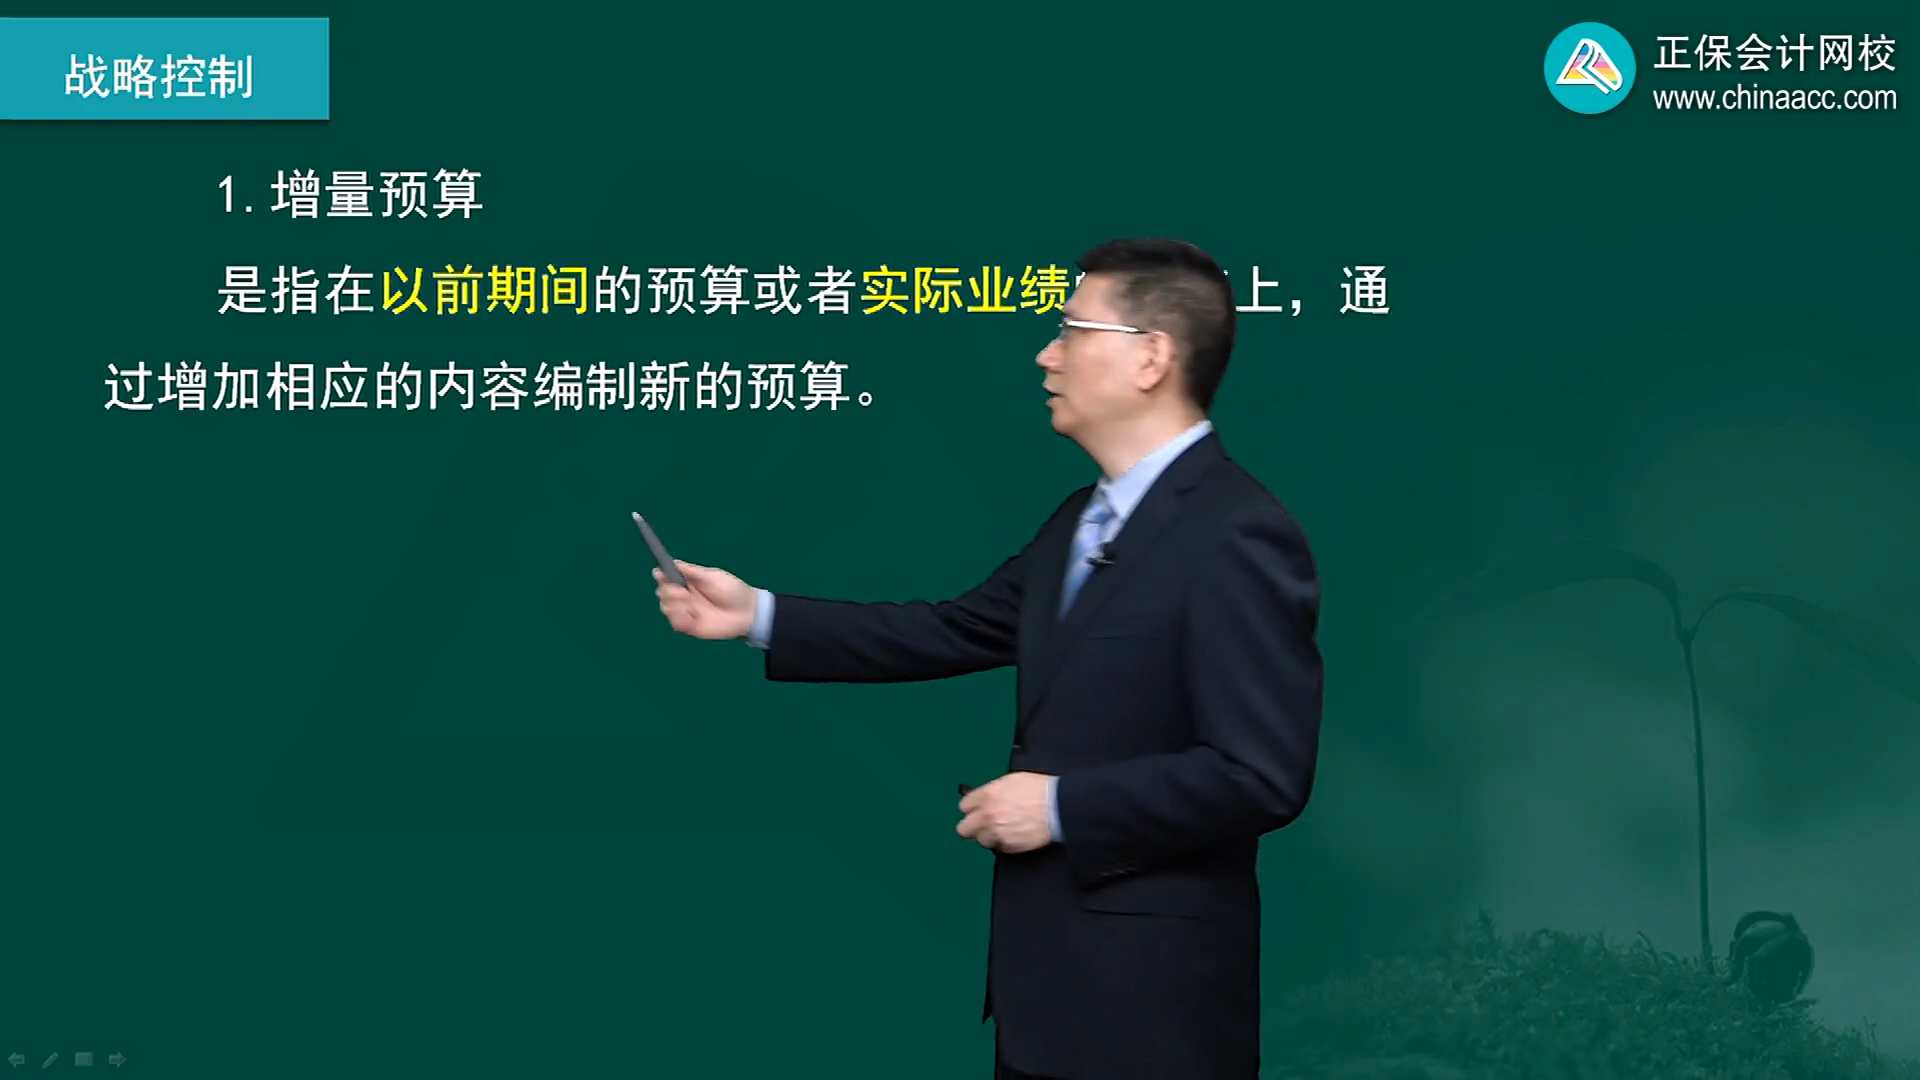 战略控制
正保会计网校
www.chinaacc.com
1.增量预算
是指在以前期间的预算或者实际业绩上，通
过增加相应的内容编制新的预算。